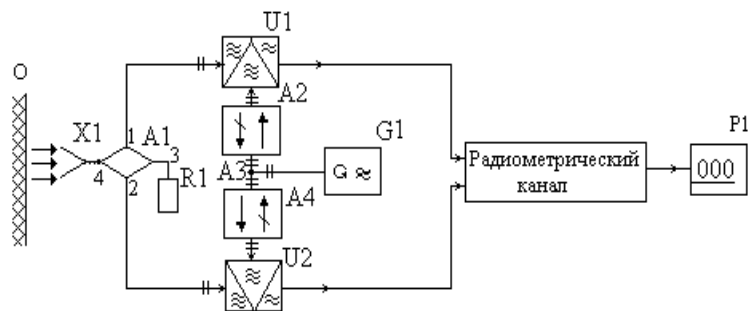 U1
O
A2
X1
1
A1
G1
P1
3
Радиометрический
канал
000
G ≈
4
2
R1
A3
A4
U2